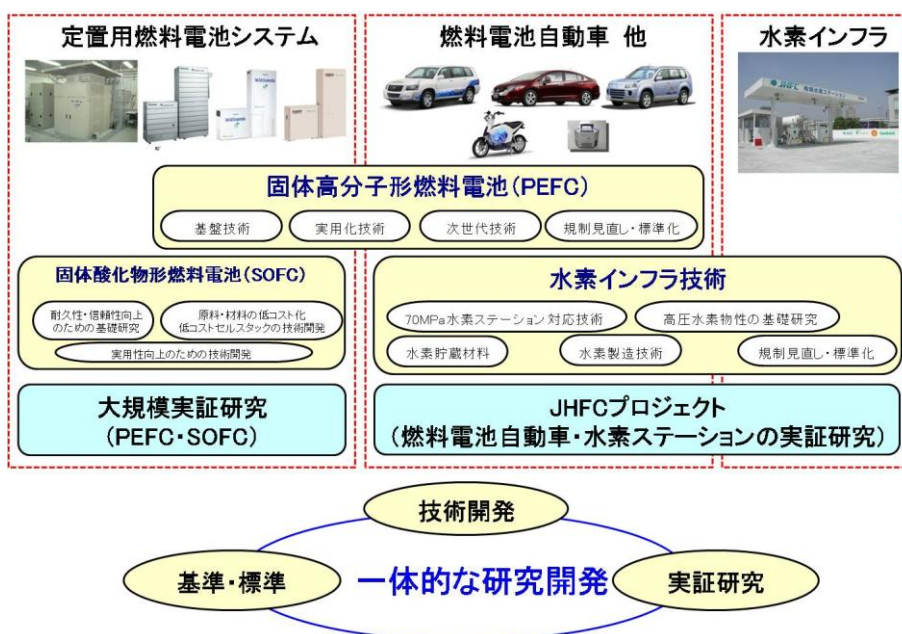 定置用燃料電池システム
燃料電池自動車 他
水素インフラ
JHFC
固体高分子形燃料電池(PEFC)
基盤技術
実用化技術
次世代技術
規制見直し・標準化
固体酸化物形燃料電池(SOFC)
耐久性・信頼性向上
のための基礎研究
原料・材料の低コスト化
低コストセルスタックの技術開発
実用性向上のための技術開発
水素インフラ技術
70MPa水素ステーション対応技術
高圧水素物性の基礎研究
水素貯蔵材料
水素製造技術
規制見直し・標準化
大規模実証研究
(PEFC・SOFC)
JHFCプロジェクト
(燃料電池自動車・水素ステーションの実証研究)
技術開発
基準・標準
一体的な研究開発
実証研究